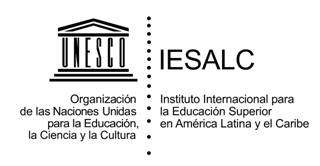 UNESCO
Organización
de las Naciones Unidas
para la Educación,
la Ciencia y la Cultura
IESALC
Instituto Internacional para
la Educación Superior
en América Latina y el Caribe